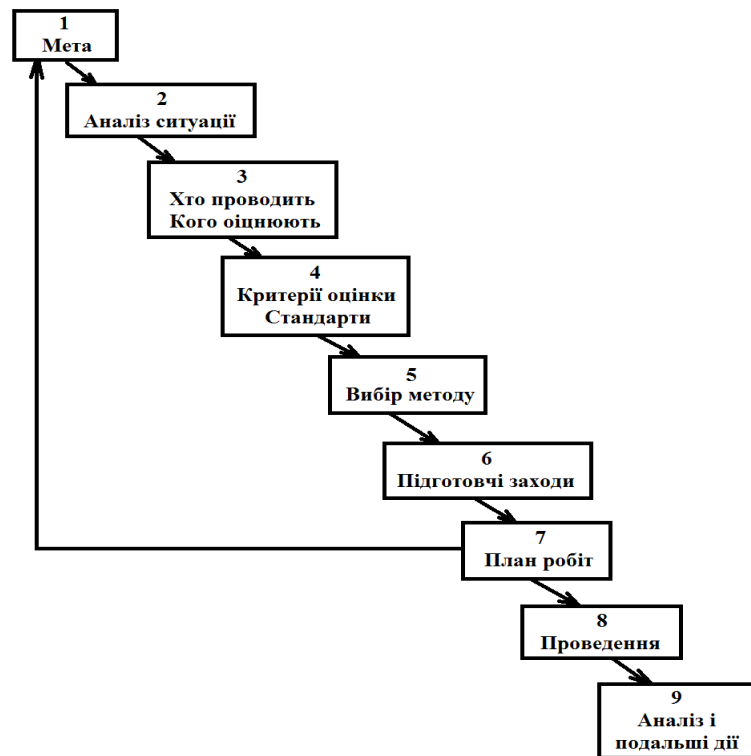 1
Мета
2
Аналіз ситуації
3
Хто проводить
Кого оіцнюють
4
Критерії оцінки
Стандарти
5
Вибір методу
6
Підготовчі заходи
7
План робіт
8
Проведення
9
Аналіз і
подальші дії